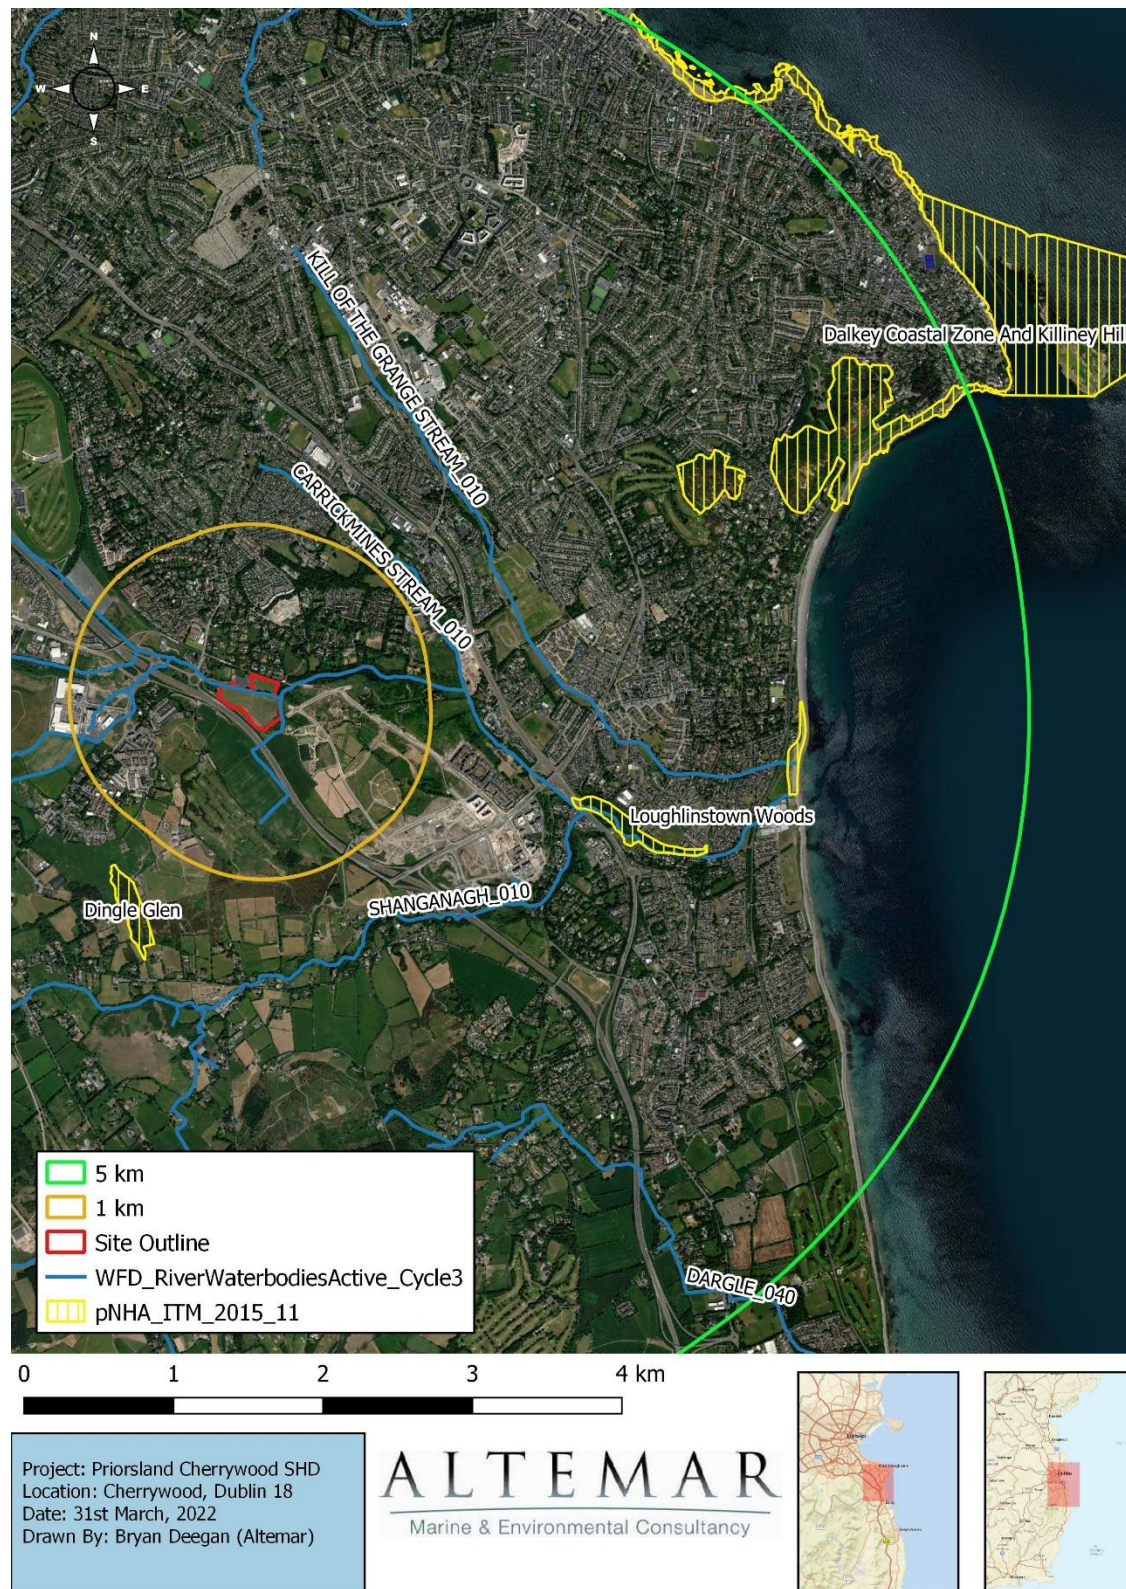 N
W E
S
KILL OF THE GRANGE STREAM_010
Dalkey Coastal Zone And Killiney Hill
CARRICKMINES STREAM_010
Loughlinstown Woods
Dingle Glen
SHANGANAGH_010
DARGLE_040
5 km
1 km
Site Outline
WFD_RiverWaterbodiesActive_Cycle3
pNHA_ITM_2015_11
0 1 2 3 4 km
Project: Priorsland Cherrywood SHD
Location: Cherrywood, Dublin 18
Date: 31st March, 2022
Drawn By: Bryan Deegan (Altemar)
ALTEMAR
Marine & Environmental Consultancy